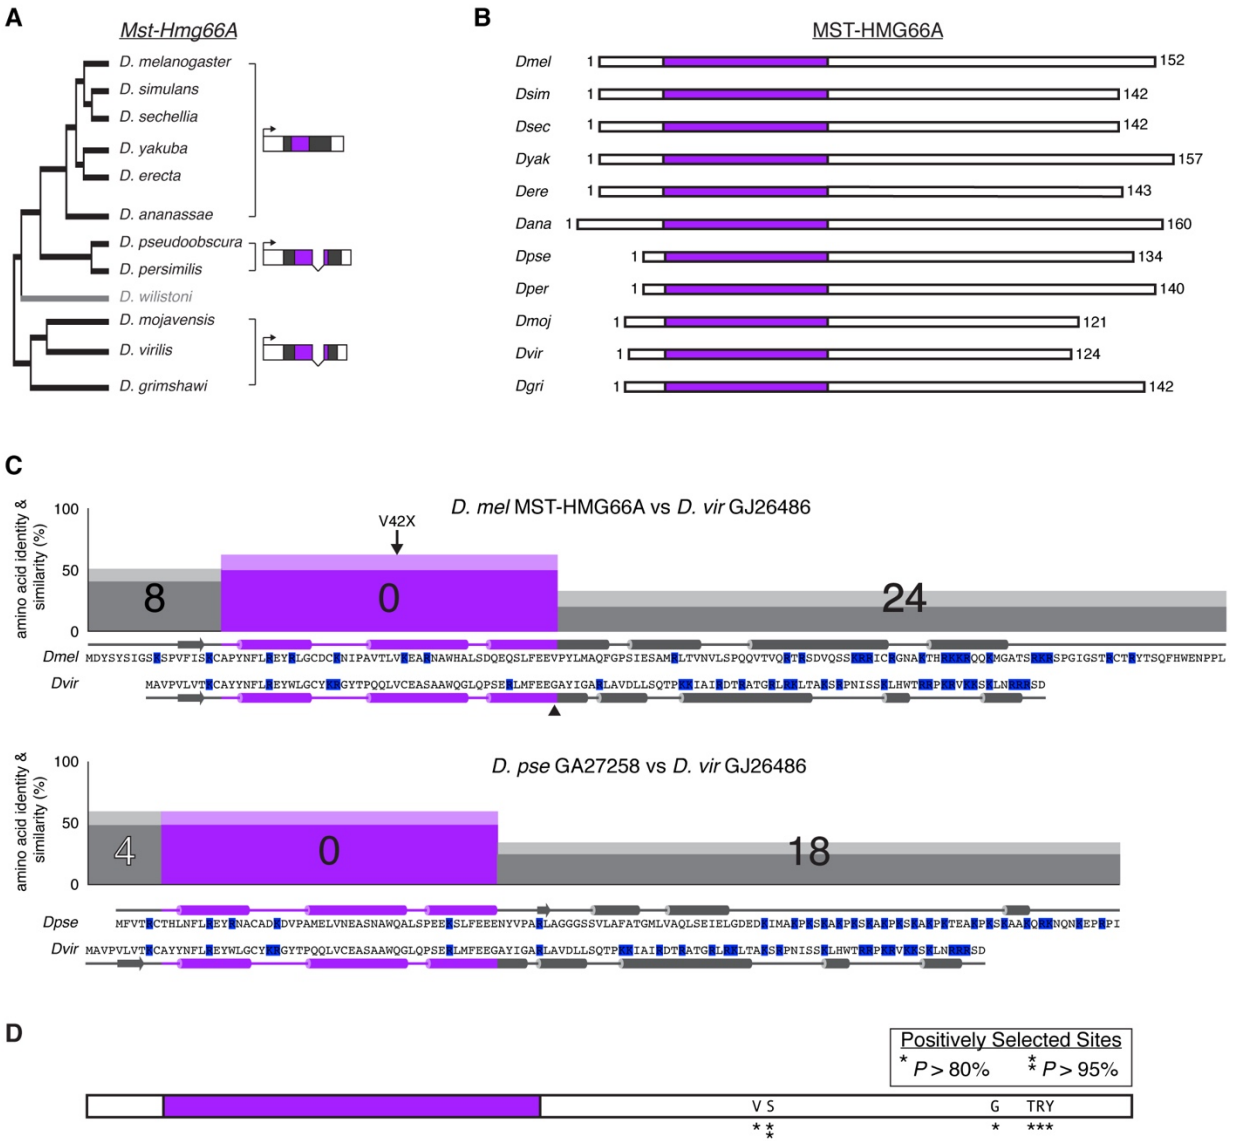 A
Mst-Hmg66A
D. melanogaster
D. simulans
D. sechellia
D. yakuba
D. erecta
D. ananassae
D. pseudoobscura
D. persimilis
D. wilistoni
D. mojavensis
D. virilis
D. grimshawi
B
MST-HMG66A
Dmel 1 152
Dsim 1 142
Dsec 1 142
Dyak 1 157
Dere 1 143
Dana 1 160
Dpse 1 134
Dper 1 140
Dmoj 1 121
Dvir 1 124
Dgri 1 142
C
D. mel MST-HMG66A vs D. vir GJ26486
amino acid identity &
similarity (%)
100
50
0
V42X
8 0 24
Dmel MDYSYSIGSKSPVFISRCAPYNFLREYRLGCDCKNIPAVTLVKEARNAWHALSDQEQSLFEEVPYLMAQFGPSIESAMRLTVNVLSPQQVTVQRTRSDVQSSKRRICRGNARTHRKKRQQKMGATSRKRSPGIGSTRCTRYTSQFHWENPPL
Dvir MAVPVLVTRCAYYNFLREYWLGCYKRGYTPQQLVCEASAAWQGLQPSERLMFEEGAYIGARLAVDLLSQTPKKIAIRDTRATGRLRKLTAKSRPNISSKLHWTRRPKRVKKSKLNRRRSD
D. pse GA27258 vs D. vir GJ26486
amino acid identity &
similarity (%)
100
50
0
4 0 18
Dpse MFVTRCTHLNFLREYRNACADKDVPAMELVNEASNAWQALSPEEKSLFEEENYVPARLAGGGSSVLAFATGMLVAQLSEIELGDEDKIMAKPKSKAKPKSKAKPKSKAKPKTEAKPKSKAAKQRKNQNKEPRPI
Dvir MAVPVLVTRCAYYNFLREYWLGCYKRGYTPQQLVCEASAAWQGLQPSERLMFEEGAYIGARLAVDLLSQTPKKIAIRDTRATGRLRKLTAKSRPNISSKLHWTRRPKRVKKSKLNRRRSD
D
Positively Selected Sites
* P > 80% ** P > 95%
V S G TRY
* ** * ***